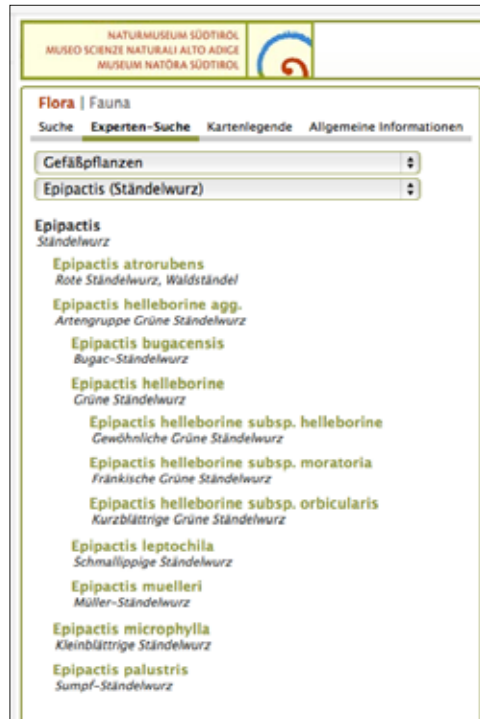 NATURMUSEUM SÜDTIROL
MUSEO SCIENZE NATURALI ALTO ADIGE
MUSEUM NATÖRA SÜDTIROL
Flora | Fauna
Suche Experten-Suche Kartenlegende Allgemeine Informationen
Gefäßpflanzen
Epipactis (Ständelwurz)
Epipactis
Ständelwurz
Epipactis atrorubens
Rote Ständelwurz, Waldständel
Epipactis helleborine agg.
Artengruppe Grüne Ständelwurz
Epipactis bugacensis
Bugac-Ständelwurz
Epipactis helleborine
Grüne Ständelwurz
Epipactis helleborine subsp. helleborine
Gewöhnliche Grüne Ständelwurz
Epipactis helleborine subsp. moratoria
Fränkische Grüne Ständelwurz
Epipactis helleborine subsp. orbicularis
Kurzblättrige Grüne Ständelwurz
Epipactis leptochila
Schmallippige Ständelwurz
Epipactis muelleri
Müller-Ständelwurz
Epipactis microphylla
Kleinblättrige Ständelwurz
Epipactis palustris
Sumpf-Ständelwurz